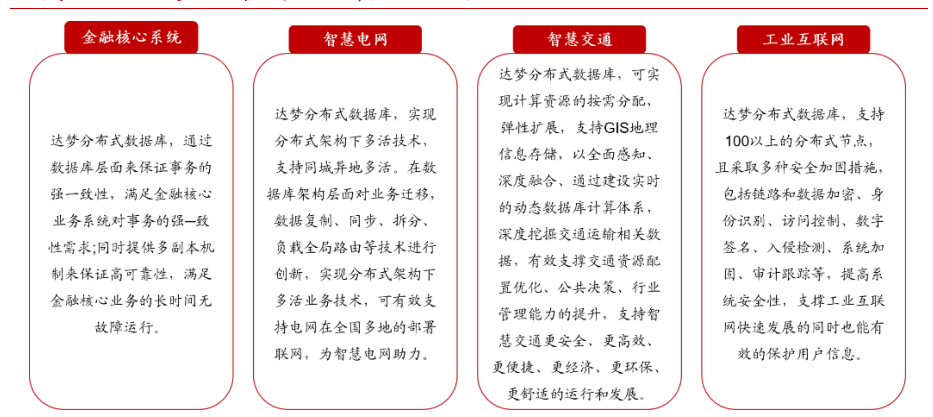 金融核心系统
达梦分布式数据库，通过
数据库层面来保证事务的
强一致性，满足金融核心
业务系统对事务的强一致
性需求;同时提供多副本机
制来保证高可靠性，满足
金融核心业务的长时间无
故障运行。
智慧电网
达梦分布式数据库，实现
分布式架构下多活技术，
支持同城异地多活。在数
据库架构层面对业务迁移，
数据复制、同步、拆分、
负载全局路由等技术进行
创新，实现分布式架构下
多活业务技术，可有效支
持电网在全国多地的部署
联网，为智慧电网助力。
智慧交通
达梦分布式数据库，可实
现计算资源的按需分配，
弹性扩展，支持GIS地理
信息存储，以全面感知、
深度融合、通过建设实时
的动态数据库计算体系，
深度挖掘交通运输相关数
据，有效支撑交通资源配
置优化、公共决策、行业
管理能力的提升，支持智
慧交通更安全、更高效、
更便捷、更经济、更环保、
更舒适的运行和发展。
工业互联网
达梦分布式数据库，支持
100以上的分布式节点，
且采取多种安全加固措施，
包括链路和数据加密、身
份识别、访问控制、数字
签名、入侵检测、系统加
固、审计跟踪等，提高系
统安全性，支撑工业互联
网快速发展的同时也能有
效的保护用户信息。